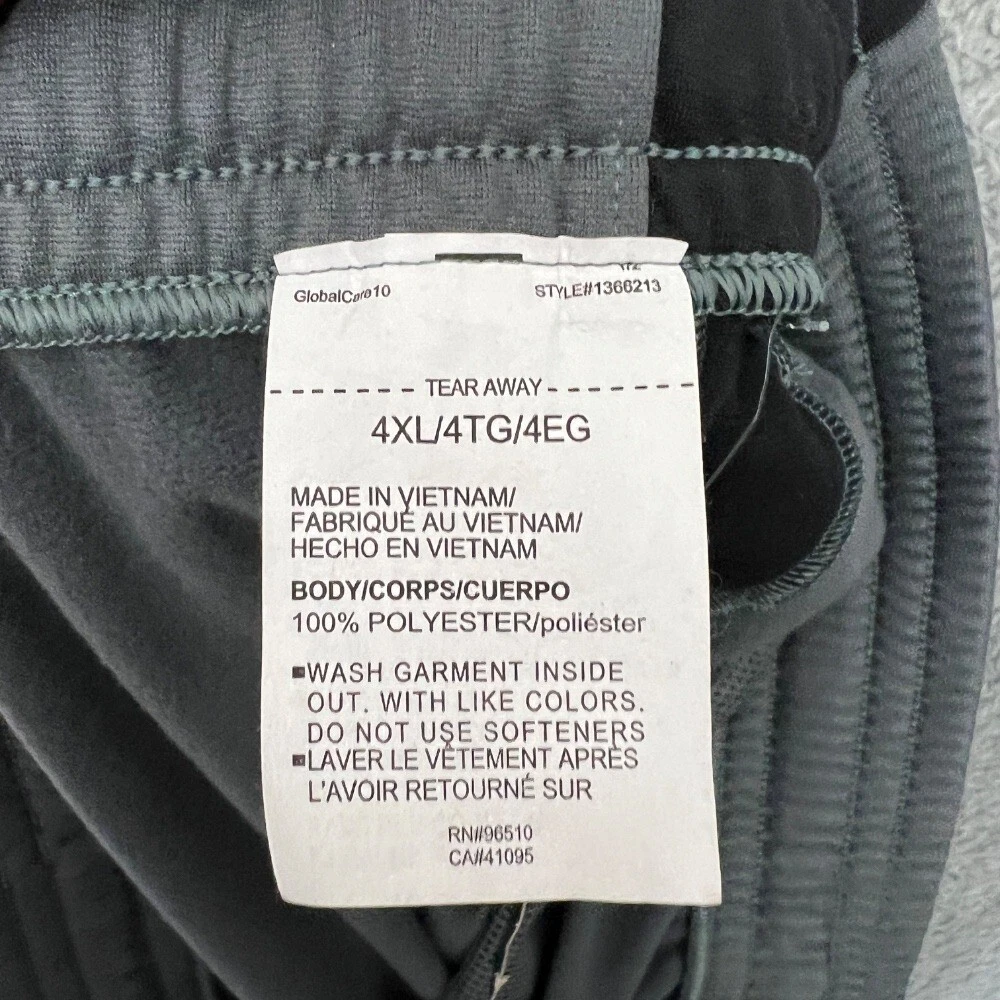 GlobalCare10
STYLE#1366213
TEAR AWAY
4XL/4TG/4EG
MADE IN VIETNAM/
FABRIQUÉ AU VIETNAM/
HECHO EN VIETNAM
BODY/CORPS/CUERPO
100% POLYESTER/poliéster
▪WASH GARMENT INSIDE
OUT. WITH LIKE COLORS.
DO NOT USE SOFTENERS
▪LAVER LE VÊTEMENT APRÈS
L'AVOIR RETOURNÉ SUR
RN#96510
CA#41095